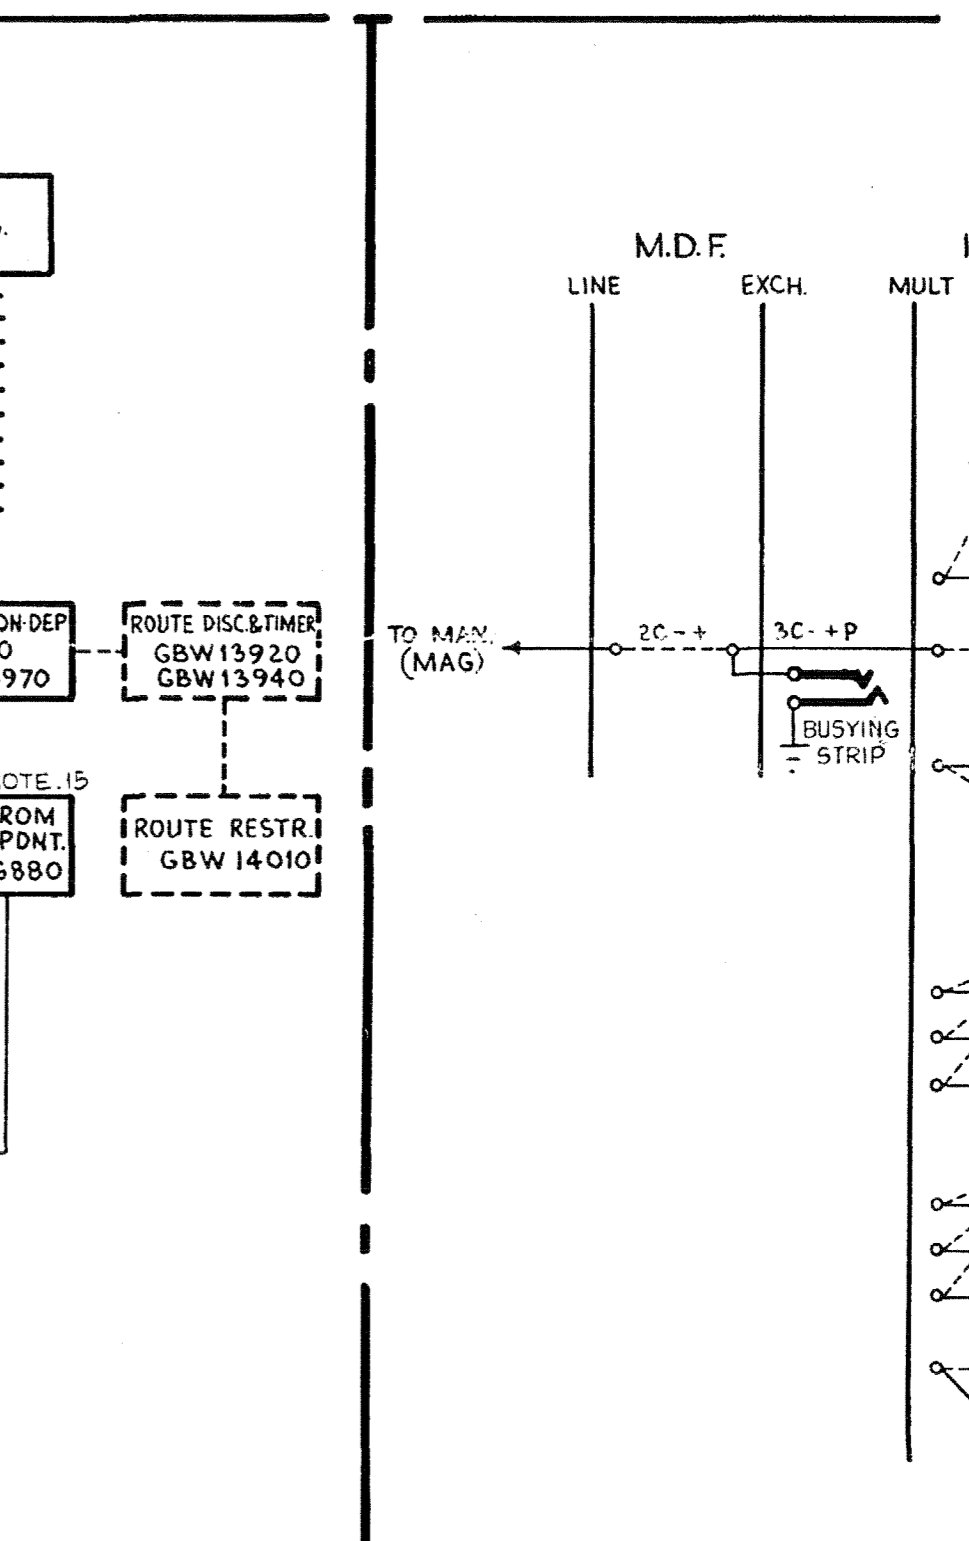 M.D.F.
LINE
EXCH.
MULT
ON-DEP
0
970
ROUTE DISC.&TIMER
GBW13920
GBW13940
TO MAN.
(MAG)
2C-+
3C-+P
BUSYING
STRIP
OTE.15
ROM
PDNT.
6880
ROUTE RESTR.
GBW 14010